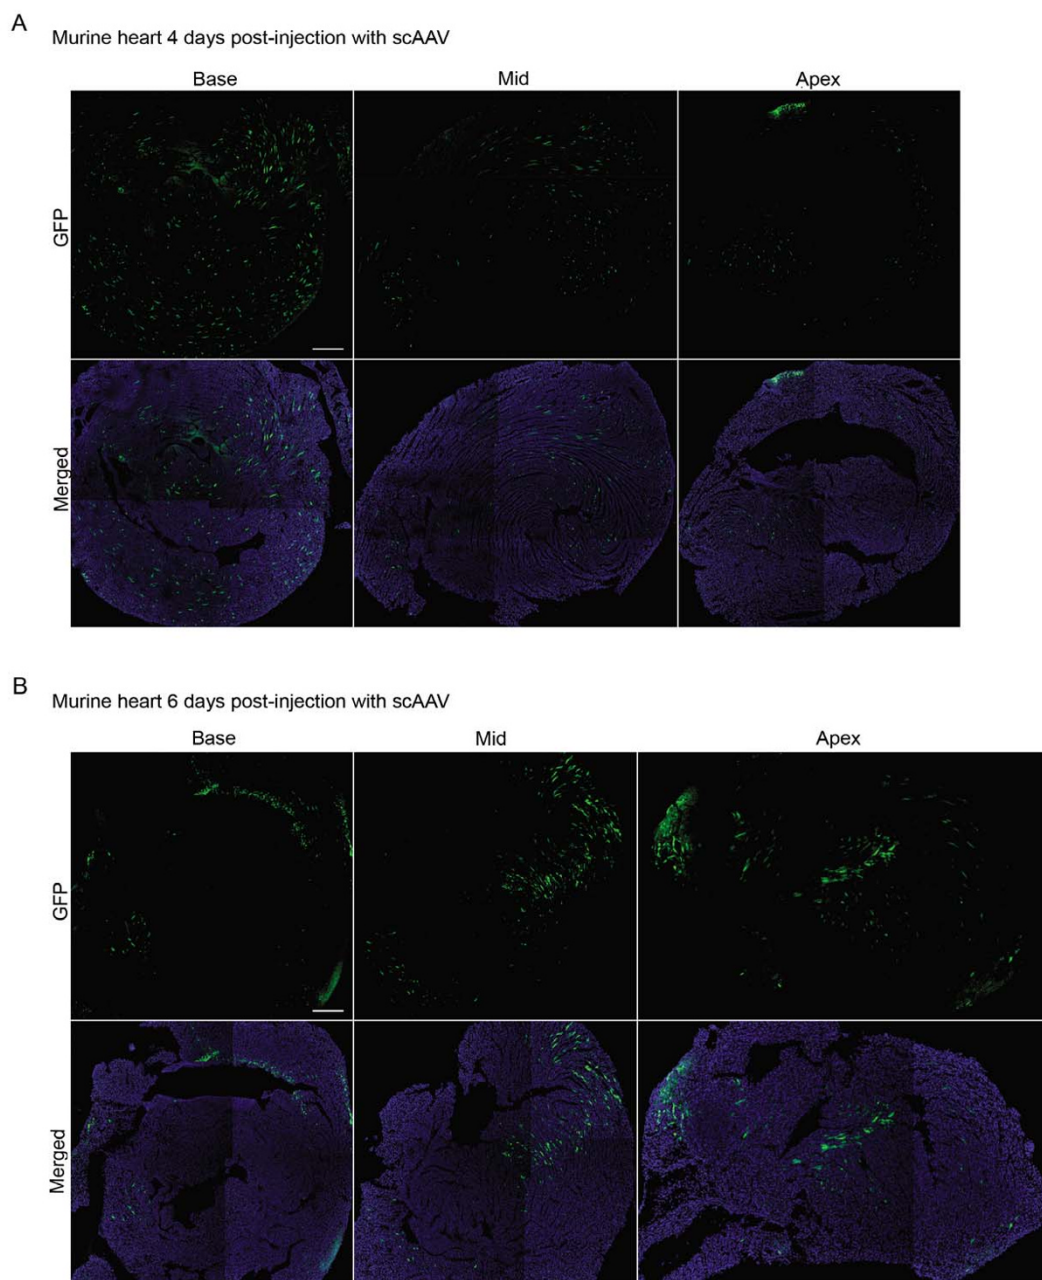 A
Murine heart 4 days post-injection with scAAV
Base Mid Apex
GFP
Merged
B
Murine heart 6 days post-injection with scAAV
Base Mid Apex
GFP
Merged